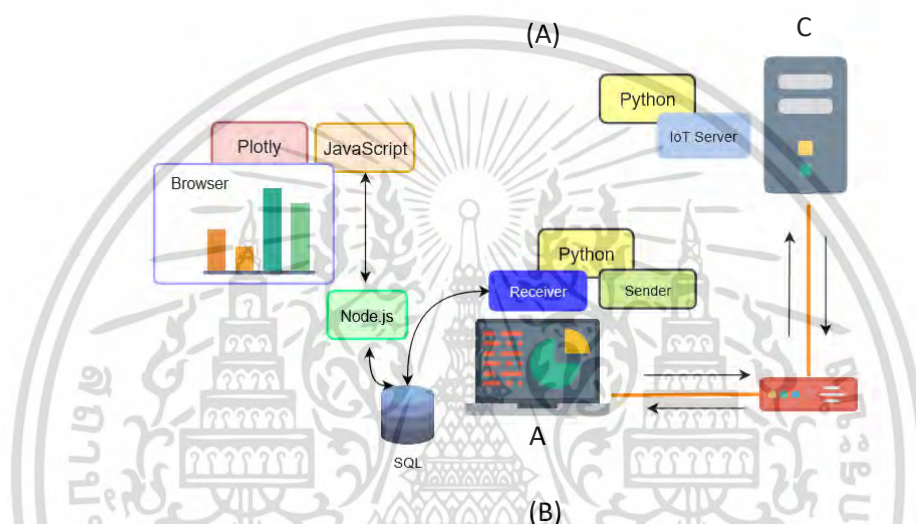 (A)
C
Python
IoT Server
Plotly
JavaScript
Browser
Python
Receiver
Sender
Node.js
A
SQL
(B)